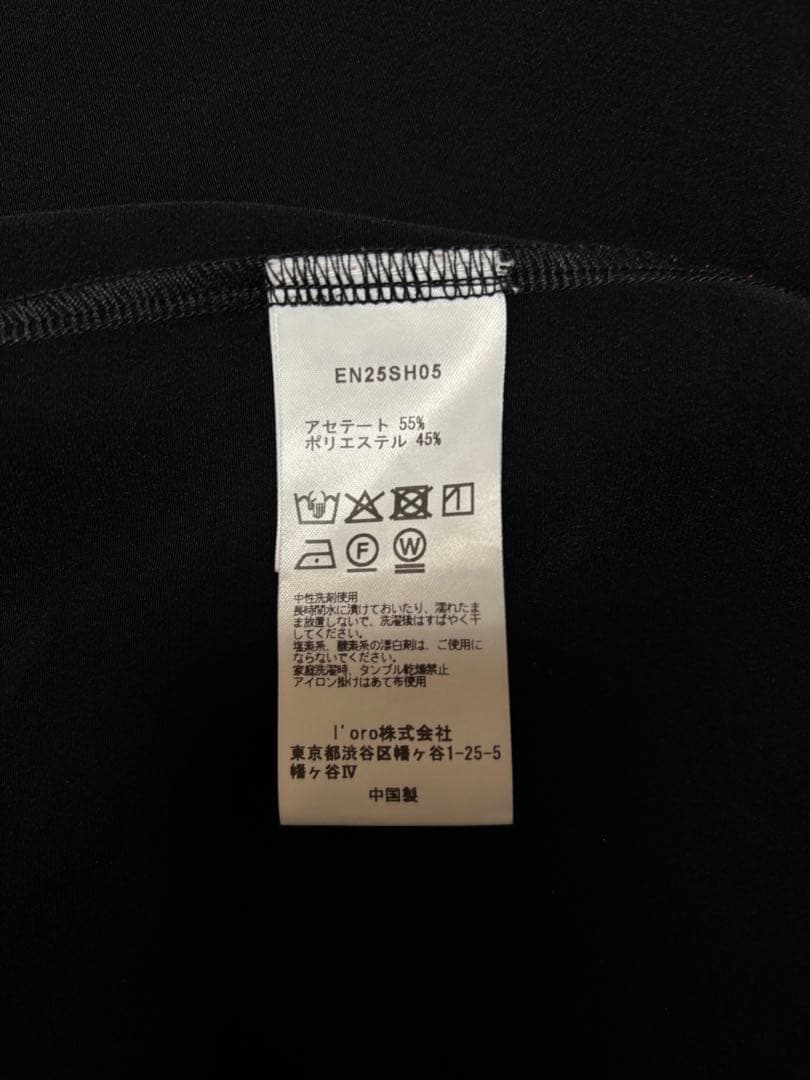 EN25SH05
アセテート 55%
ポリエステル 45%
F W
中性洗剤使用
長時間水に漬けておいたり、濡れたま
ま放置しないで、洗濯後はすばやく干
してください。
塩素系、酸素系の漂白剤は、ご使用に
ならないでください。
家庭洗濯時、タンブル乾燥禁止
アイロン掛けはあて布使用
l'oro株式会社
東京都渋谷区幡ヶ谷1-25-5
幡ヶ谷Ⅳ
中国製